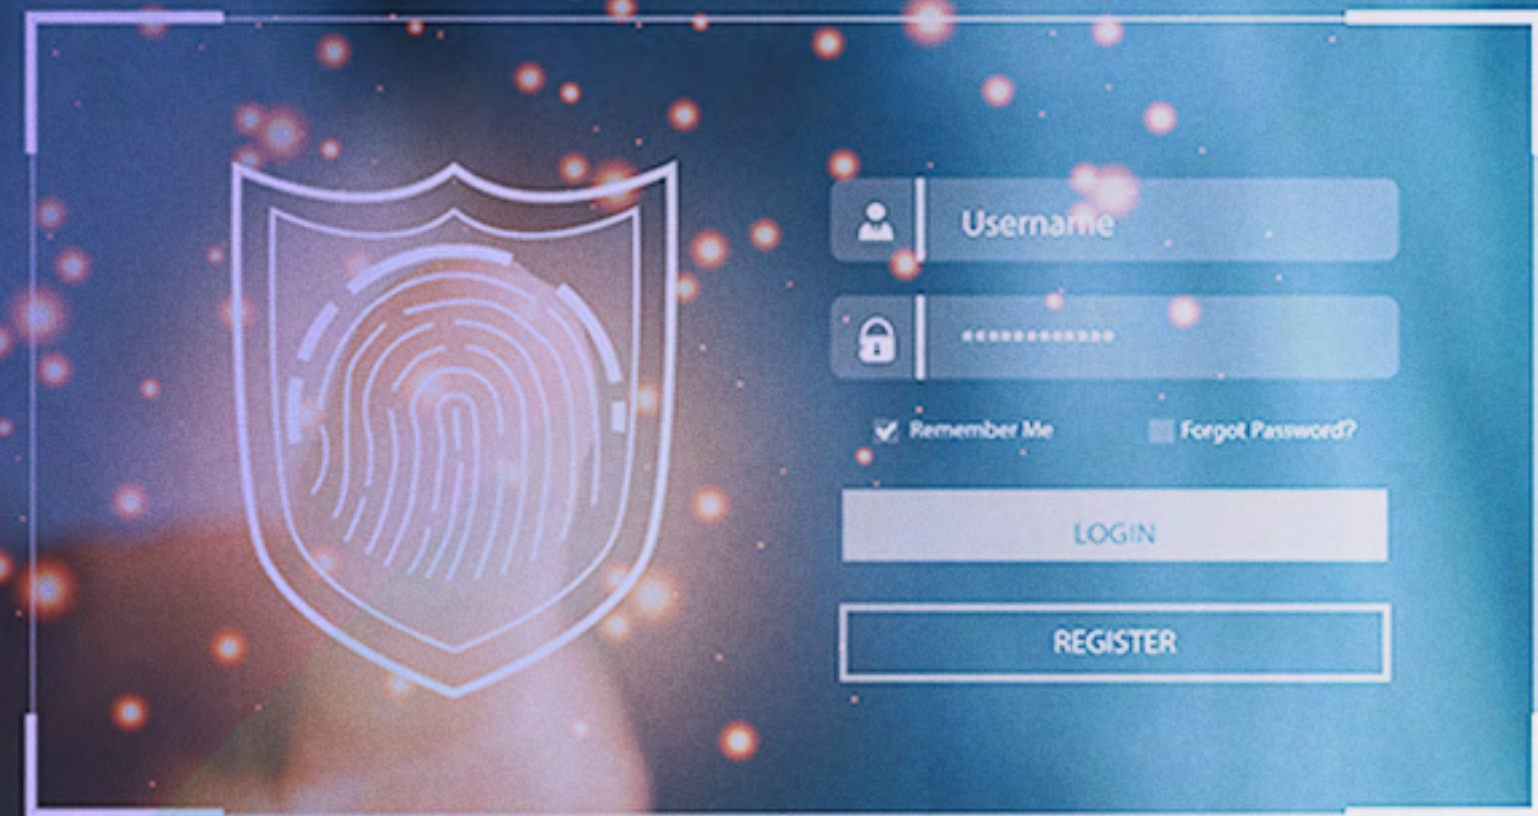 Username
••••••••••••
Remember Me Forgot Password?
LOGIN
REGISTER